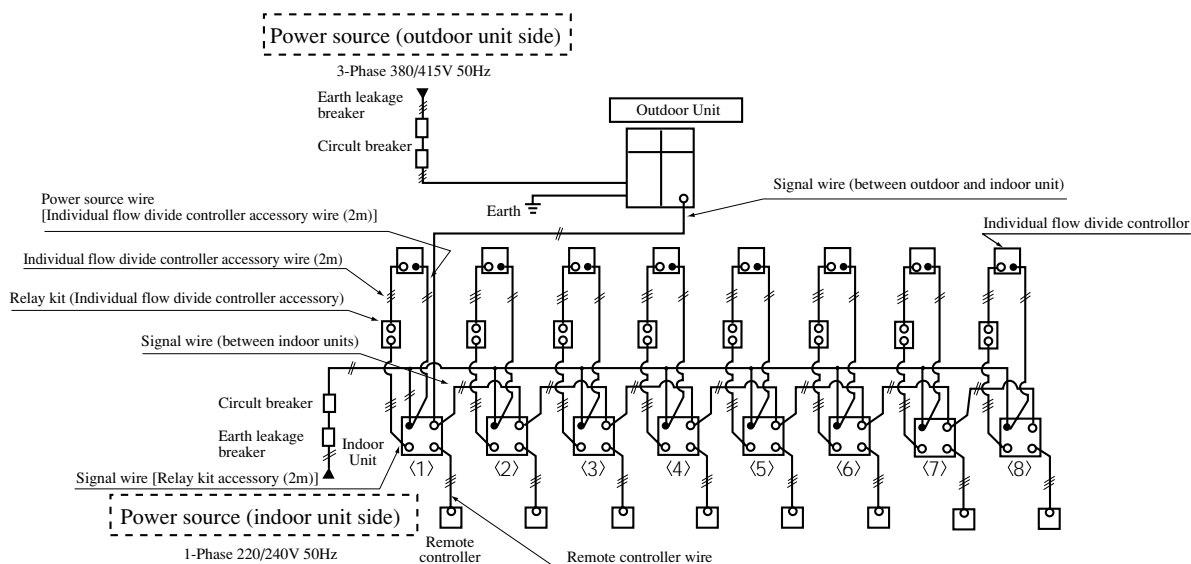 Power source (outdoor unit side)
3-Phase 380/415V 50Hz
Earth leakage
breaker
Circult breaker
Outdoor Unit
Earth
Signal wire (between outdoor and indoor unit)
Individual flow divide controllor
Power source wire
[Individual flow divide controller accessory wire (2m)]
Individual flow divide controller accessory wire (2m)
Relay kit (Individual flow divide controller accessory)
Signal wire (between indoor units)
Circult breaker
Earth leakage
breaker
Indoor
Unit
Signal wire [Relay kit accessory (2m)]
〈1〉 〈2〉 〈3〉 〈4〉 〈5〉 〈6〉 〈7〉 〈8〉
Power source (indoor unit side)
1-Phase 220/240V 50Hz
Remote
controller
Remote controller wire